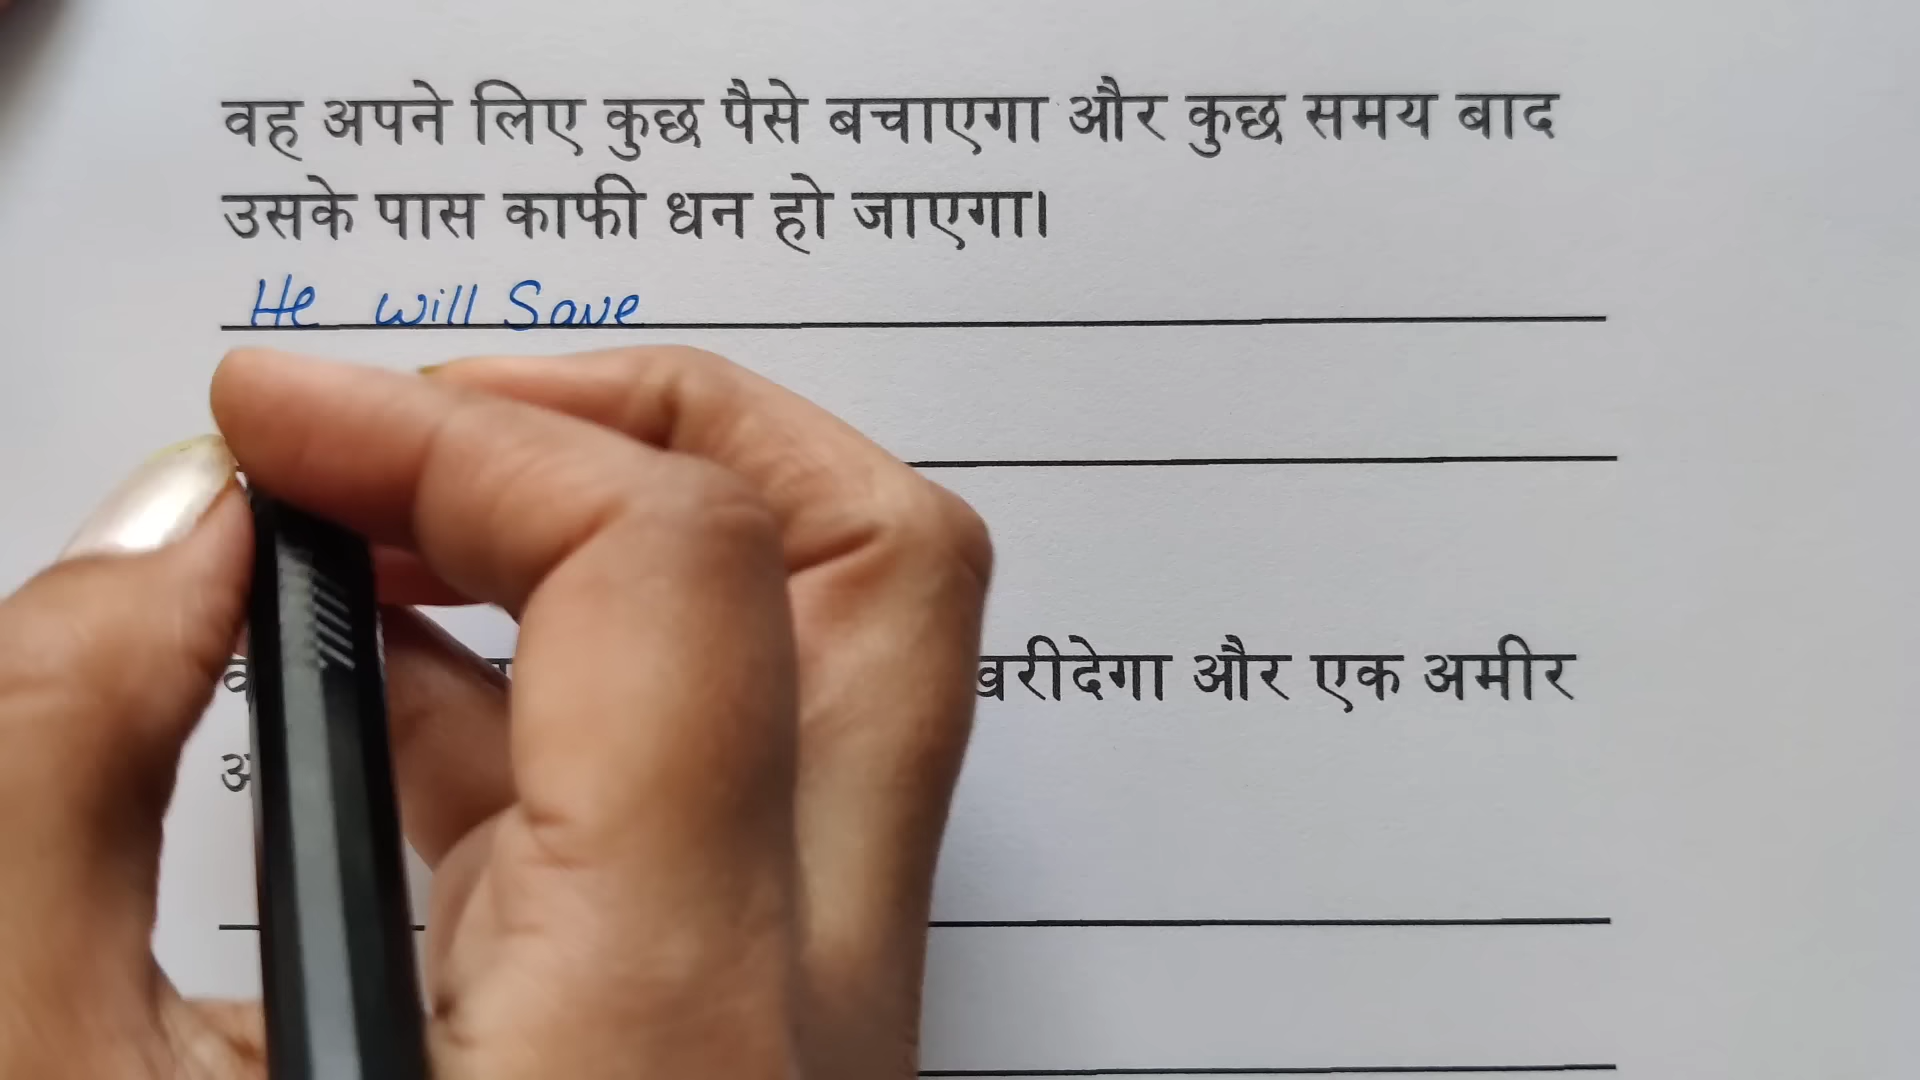 वह अपने लिए कुछ पैसे बचाएगा और कुछ समय बाद
उसके पास काफी धन हो जाएगा।
He will Save
खरीदेगा और एक अमीर